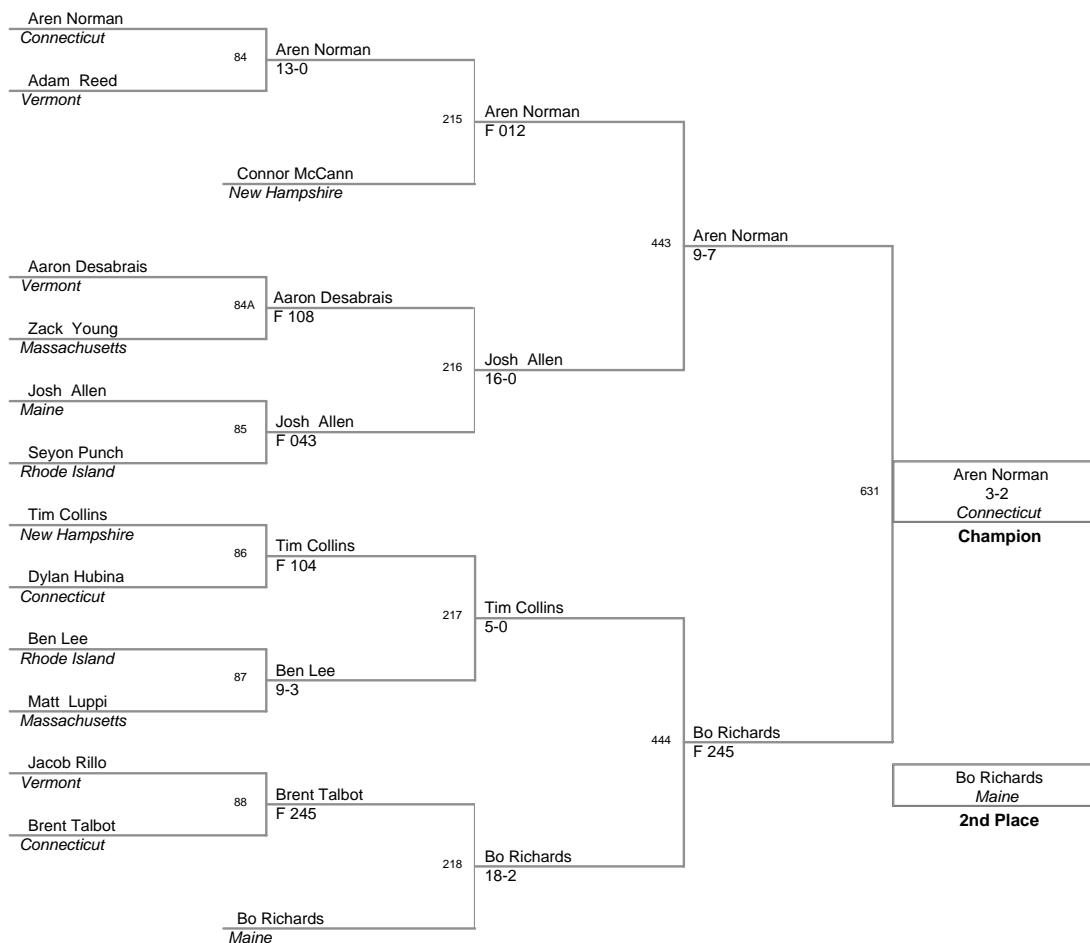 Aren Norman
Connecticut
84
Aren Norman
13-0
Adam Reed
Vermont
215
Aren Norman
F 012
Connor McCann
New Hampshire
443
Aren Norman
9-7
Aaron Desabrais
Vermont
84A
Aaron Desabrais
F 108
Zack Young
Massachusetts
216
Josh Allen
16-0
Josh Allen
Maine
85
Josh Allen
F 043
Seyon Punch
Rhode Island
631
Aren Norman
3-2
Connecticut
Champion
Tim Collins
New Hampshire
86
Tim Collins
F 104
Dylan Hubina
Connecticut
217
Tim Collins
5-0
Ben Lee
Rhode Island
87
Ben Lee
9-3
Matt Luppi
Massachusetts
444
Bo Richards
F 245
Jacob Rillo
Vermont
88
Brent Talbot
F 245
Brent Talbot
Connecticut
218
Bo Richards
18-2
Bo Richards
Maine
Bo Richards
Maine
2nd Place